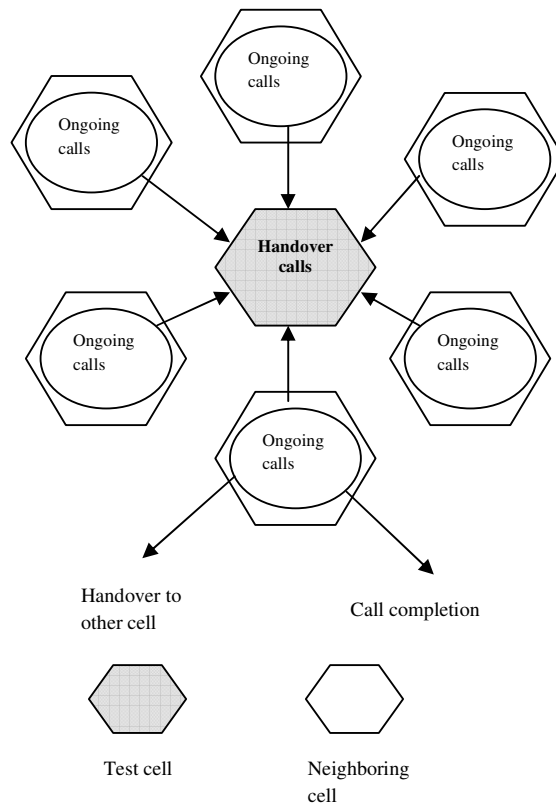 Ongoing
calls
Ongoing
calls
Ongoing
calls
Handover
calls
Ongoing
calls
Ongoing
calls
Ongoing
calls
Handover to
other cell
Call completion
Test cell
Neighboring
cell